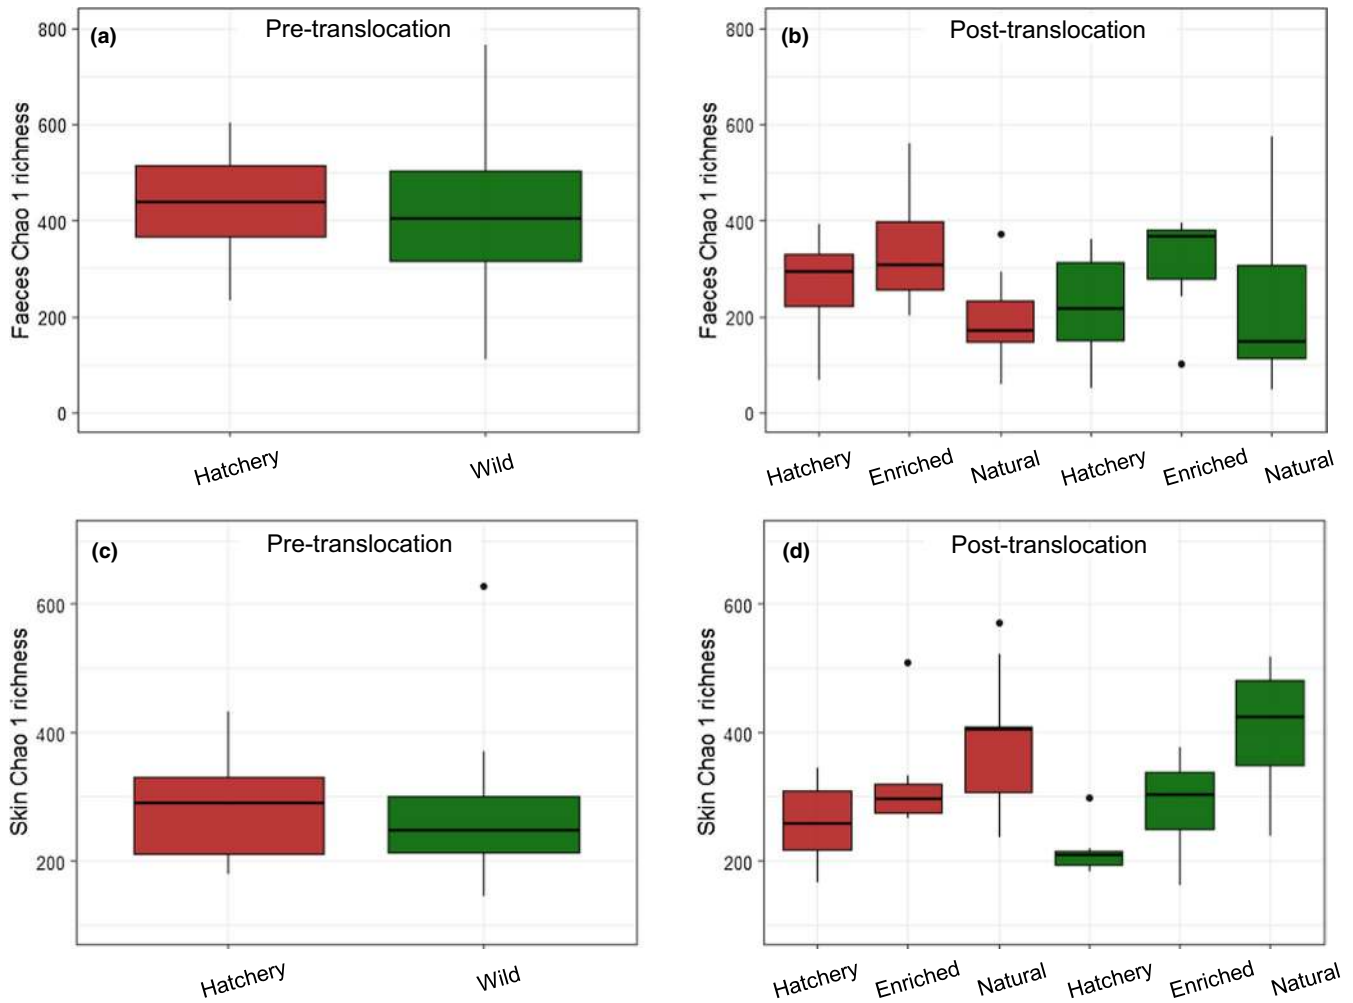 (a) Pre-translocation
Faeces Chao 1 richness
800
600
400
200
0
Hatchery Wild
(b) Post-translocation
Faeces Chao 1 richness
800
600
400
200
0
Hatchery Enriched Natural Hatchery Enriched Natural
(c) Pre-translocation
Skin Chao 1 richness
600
400
200
Hatchery Wild
(d) Post-translocation
Skin Chao 1 richness
600
400
200
Hatchery Enriched Natural Hatchery Enriched Natural